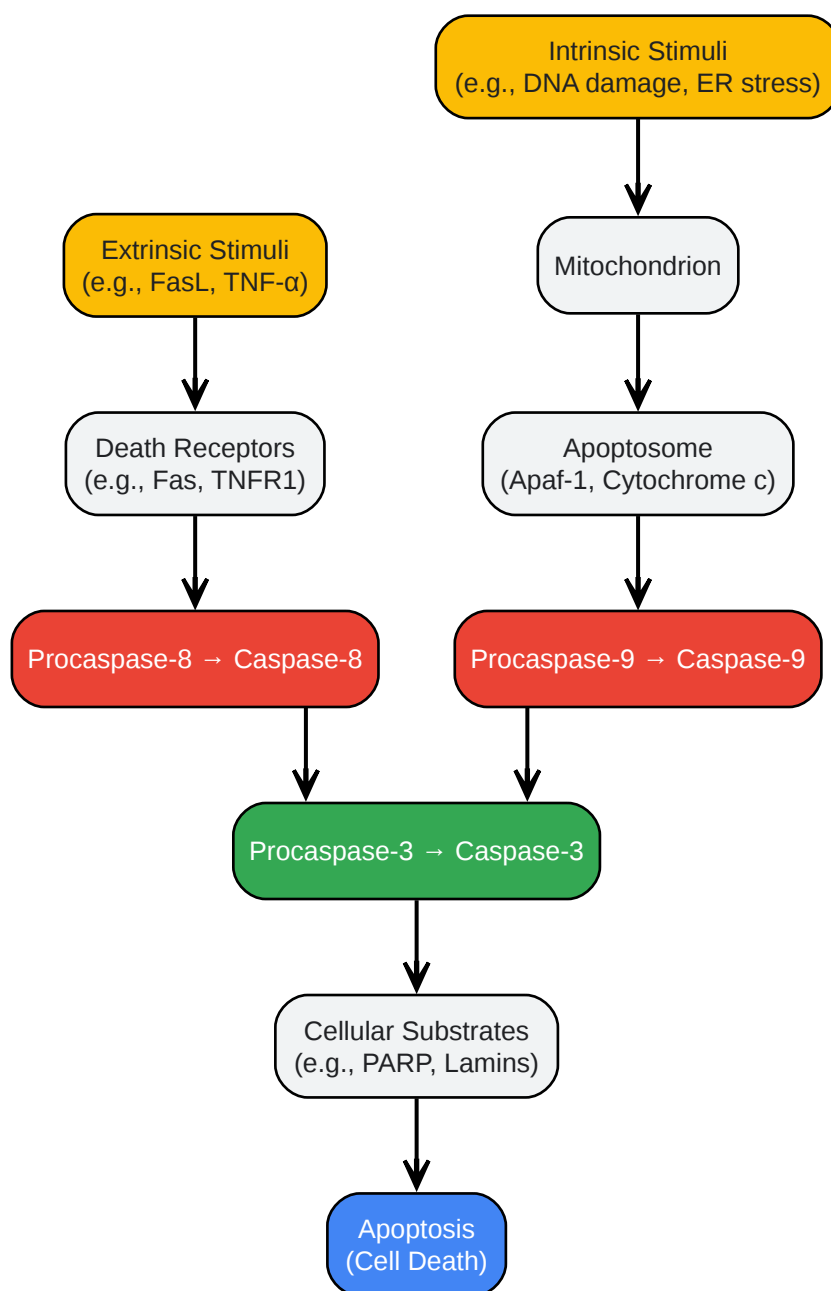 Intrinsic Stimuli
(e.g., DNA damage, ER stress)
Extrinsic Stimuli
(e.g., FasL, TNF-α)
Mitochondrion
Death Receptors
(e.g., Fas, TNFR1)
Apoptosome
(Apaf-1, Cytochrome c)
Procaspase-8 → Caspase-8
Procaspase-9 → Caspase-9
Procaspase-3 → Caspase-3
Cellular Substrates
(e.g., PARP, Lamins)
Apoptosis
(Cell Death)